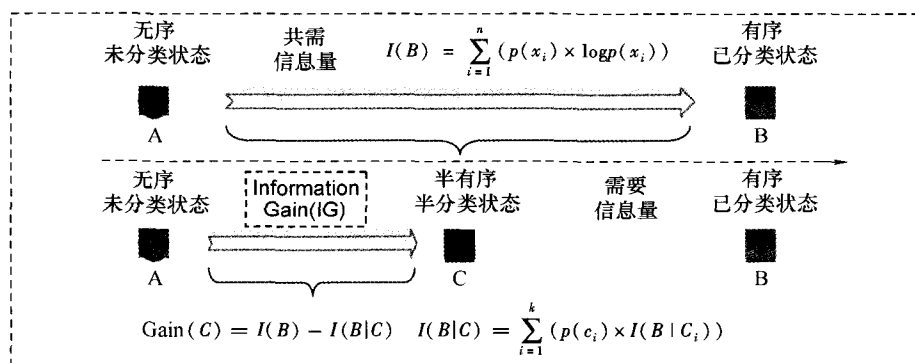 无序
未分类状态
共需
信息量
I(B) = \sum_{i=1}^{n} (p(x_i) × logp(x_i))
有序
已分类状态
A
B
无序
未分类状态
Information
Gain(IG)
半有序
半分类状态
需要
信息量
有序
已分类状态
A
C
B
Gain(C) = I(B) − I(B|C) I(B|C) = \sum_{i=1}^{k} (p(c_i) × I(B|C_i))